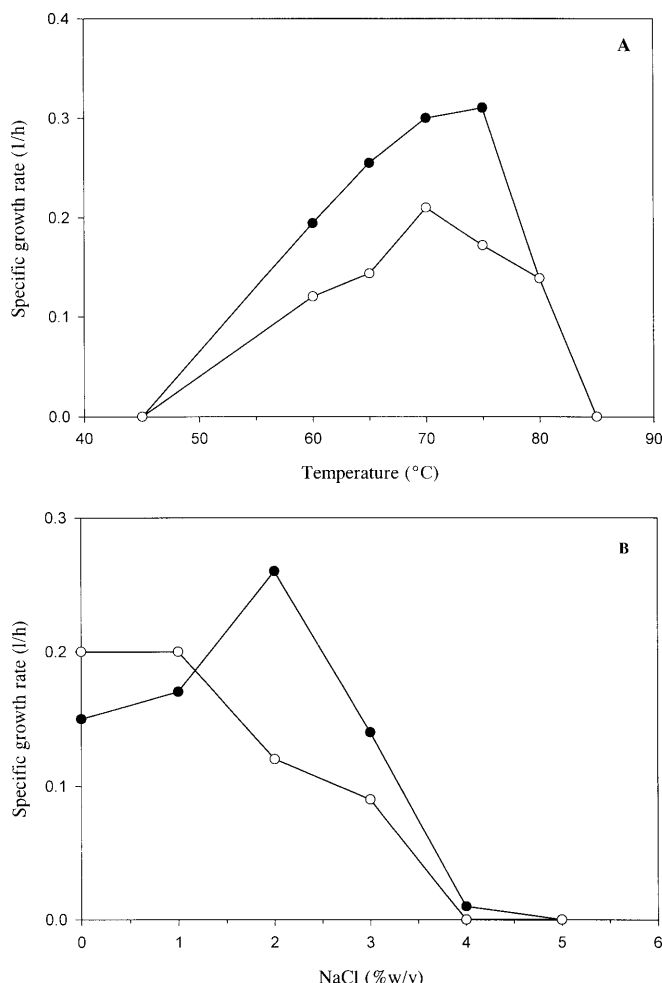 0.4
A
0.3
0.2
0.1
0.0
Specific growth rate (1/h)
40 50 60 70 80 90
Temperature (°C)
0.3
B
0.2
0.1
0.0
Specific growth rate (l/h)
0 1 2 3 4 5 6
NaCl (%w/v)